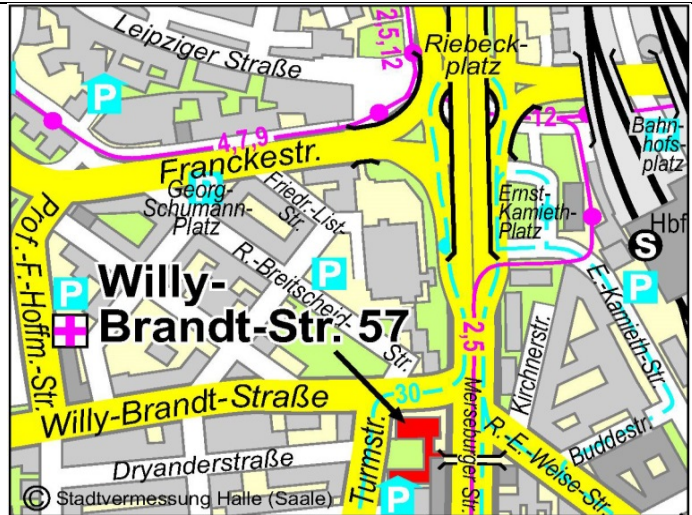 Leipziger Straße
2,5,12
Riebeck-
platz
P
4,7,9
12
Bahn-
hofs-
platz
Franckestr.
Georg-
Schumann-
Platz
Friedr.-List-
Str.
Ernst-
Kamieth-
Platz
Hbf
S
Prof.-F.-Hoffm.-Str.
R.-Breitscheid-
Str.
P
P
P
E.-Kamieth-Str.
Willy-
Brandt-Str. 57
2,5
Kirchnerstr.
Willy-Brandt-Straße
30
Merseburger Str.
R.-E.-Weise-Str.
Buddestr.
Turmstr.
Dryanderstraße
P
© Stadtvermessung Halle (Saale)